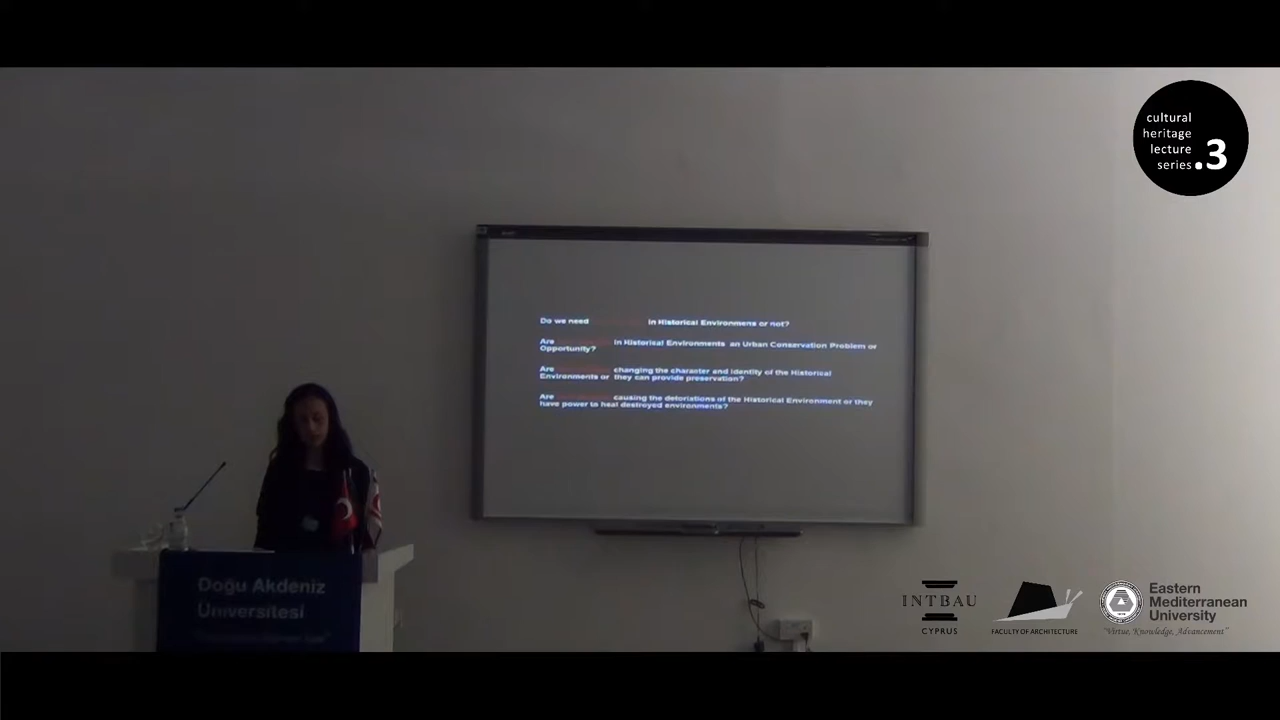 cultural
heritage
lecture
series .3
Do we need in Historical Environmens or not?
Are in Historical Environments an Urban Conservation Problem or
Opportunity?
Are changing the charanter and identity of the Historical
Environments or they can provide preservation?
Are causing the detoriations of the Historical Environment or they
have power to heal destroyed environments?
Doğu Akdeniz
Üniversitesi
INTBAU
CYPRUS
FACULTY OF ARCHITECTURE
Eastern
Mediterranean
University
"Virtue, Knowledge, Advancement"